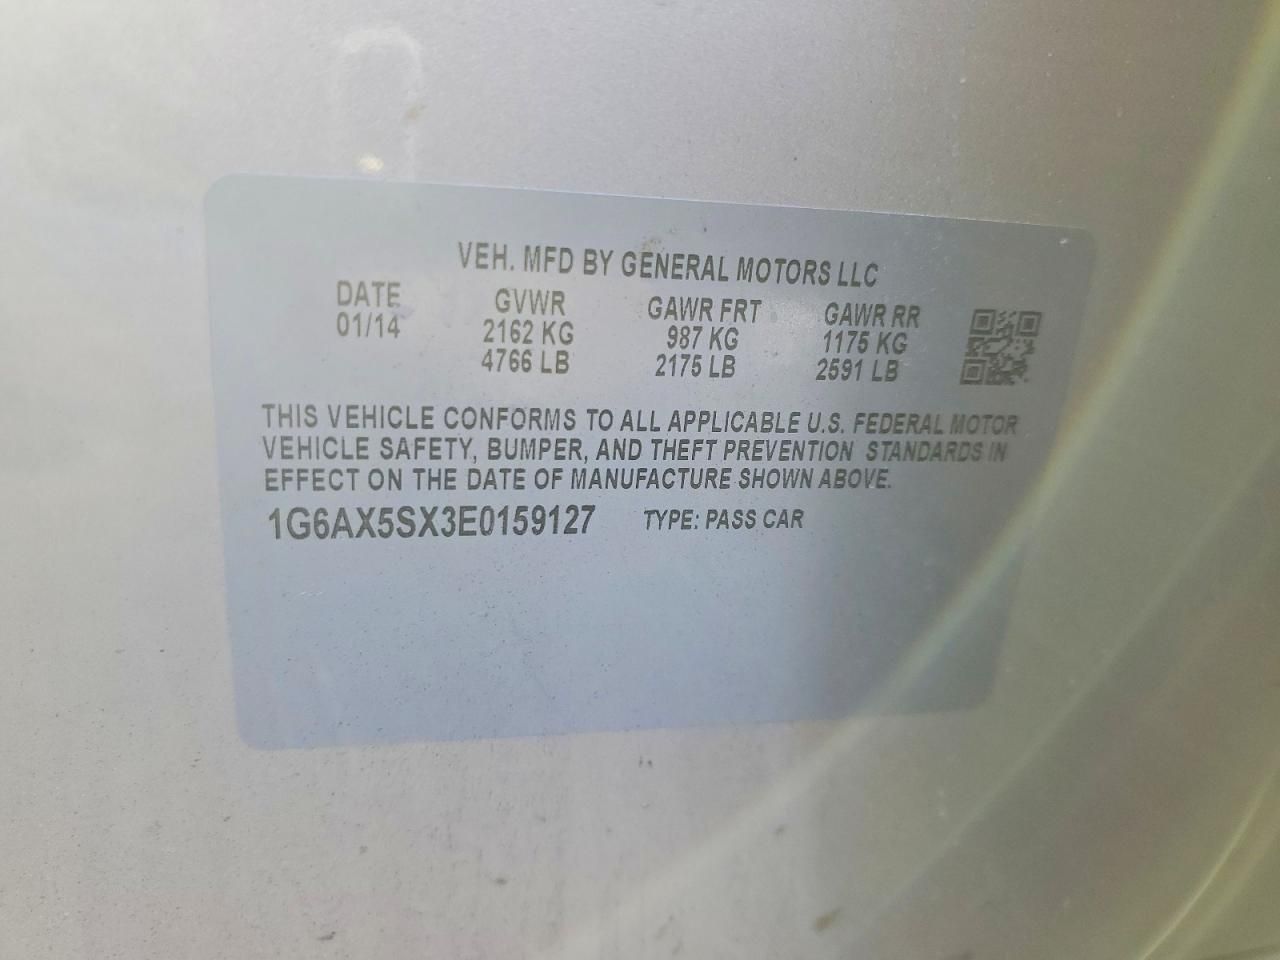 VEH. MFD BY GENERAL MOTORS LLC
DATE GVWR GAWR FRT GAWR RR
01/14 2162 KG 987 KG 1175 KG
4766 LB 2175 LB 2591 LB
THIS VEHICLE CONFORMS TO ALL APPLICABLE U.S. FEDERAL MOTOR
VEHICLE SAFETY, BUMPER, AND THEFT PREVENTION STANDARDS IN
EFFECT ON THE DATE OF MANUFACTURE SHOWN ABOVE.
1G6AX5SX3E0159127 TYPE: PASS CAR